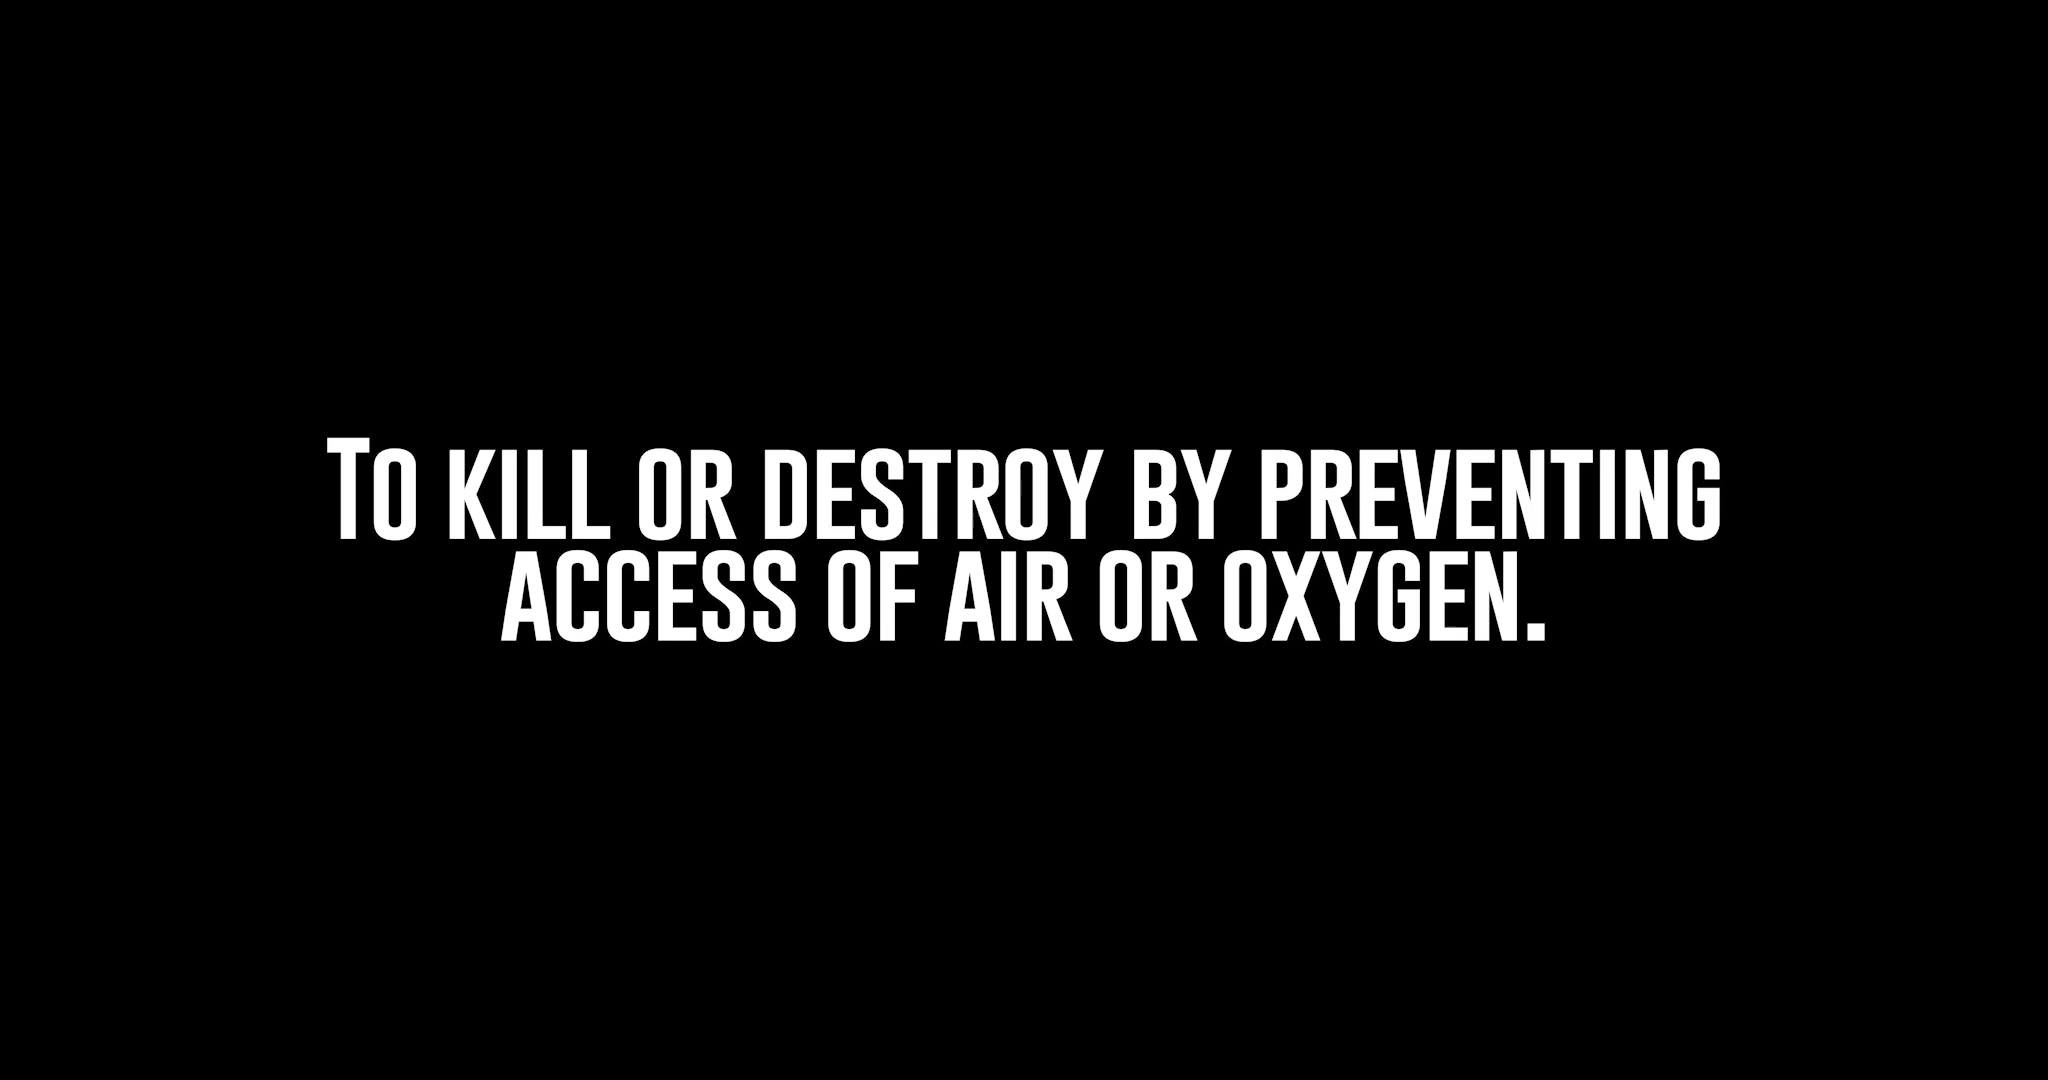 To kill or destroy by preventing
access of air or oxygen.